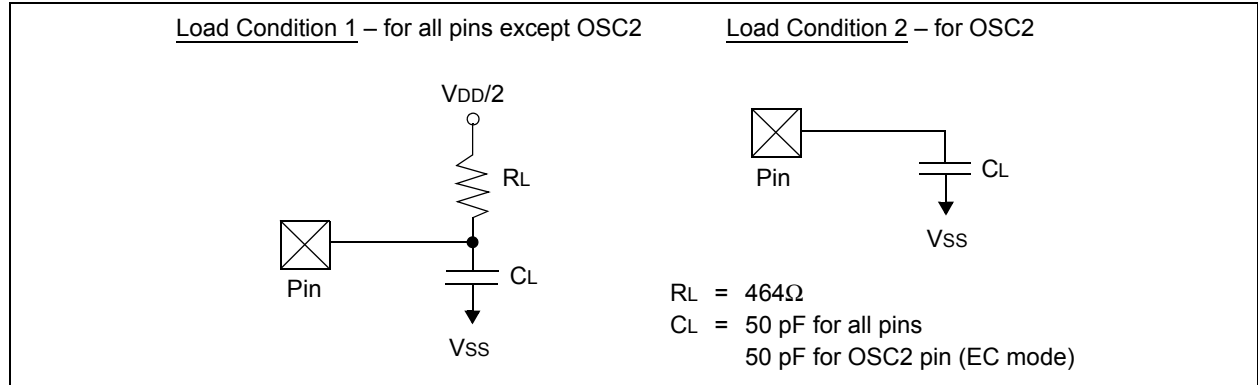 Load Condition 1 – for all pins except OSC2
Load Condition 2 – for OSC2
VDD/2
RL
Pin
CL
VSS
Pin
CL
VSS
RL = 464Ω
CL = 50 pF for all pins
50 pF for OSC2 pin (EC mode)